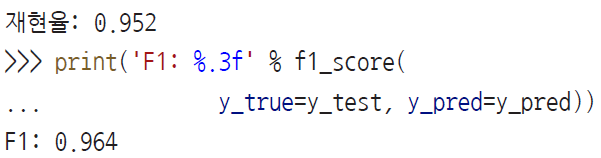 재현율: 0.952
>>> print('F1: %.3f' % f1_score(
...            y_true=y_test, y_pred=y_pred))
F1: 0.964